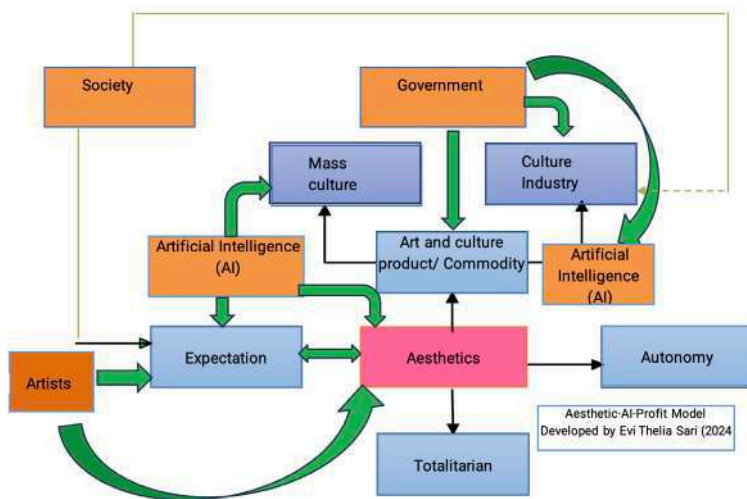 Society
Government
Mass
culture
Culture
Industry
Artificial Intelligence
(AI)
Art and culture
product/ Commodity
Artificial
Intelligence
(AI)
Expectation
Aesthetics
Autonomy
Artists
Aesthetic-AI-Profit Model
Developed by Evi Thelia Sari (2024
Totalitarian